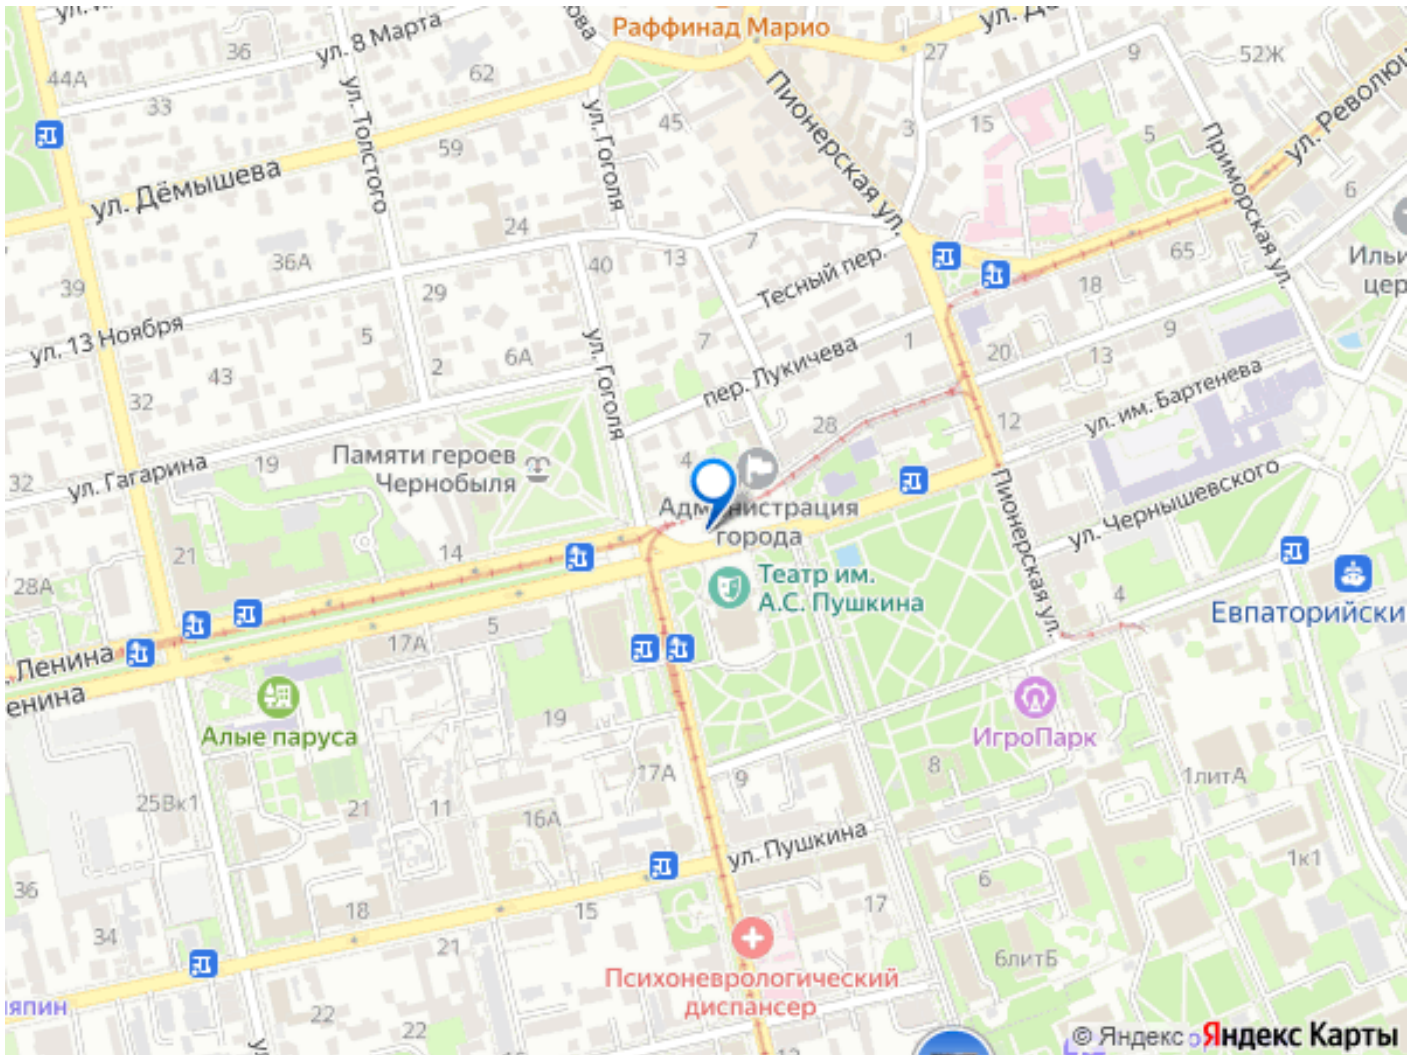 Раффинад Марио
ул. 8 Марта
36
44А
33
62
27
9
52Ж
ул. Революц
ул. Толстого
ул. Гоголя
45
Пионерская ул.
3
15
5
Приморская ул.
59
ул. Дёмышева
6
24
7
13
40
36А
39
29
Тесный пер.
65
18
Ильи
цер
ул. 13 Ноября
5
ул. Гоголя
7
1
9
6А
2
43
32
пер. Лукичева
20
13
ул. им. Бартенева
12
28
Памяти героев
Чернобыля
4
ул. Гагарина
19
32
Администрация
города
Пионерская ул.
ул. Чернышевского
21
14
28А
Театр им.
А.С. Пушкина
4
Евпаторийски
5
17А
Ленина
енина
Алые паруса
19
ИгроПарк
17А
9
8
1литА
25Вк1
21
11
16А
ул. Пушкина
1к1
36
6
18
15
17
34
21
6литБ
Психоневрологический
диспансер
япин
22
22
12
© Яндекс Яндекс Карты